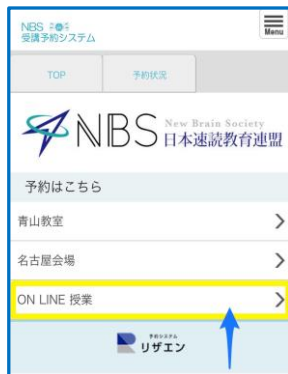 NBS
受講予約システム
Menu
TOP
予約状況
NBS
New Brain Society
日本速読教育連盟
予約はこちら
青山教室
名古屋会場
ON LINE 授業
予約システム
リザエン